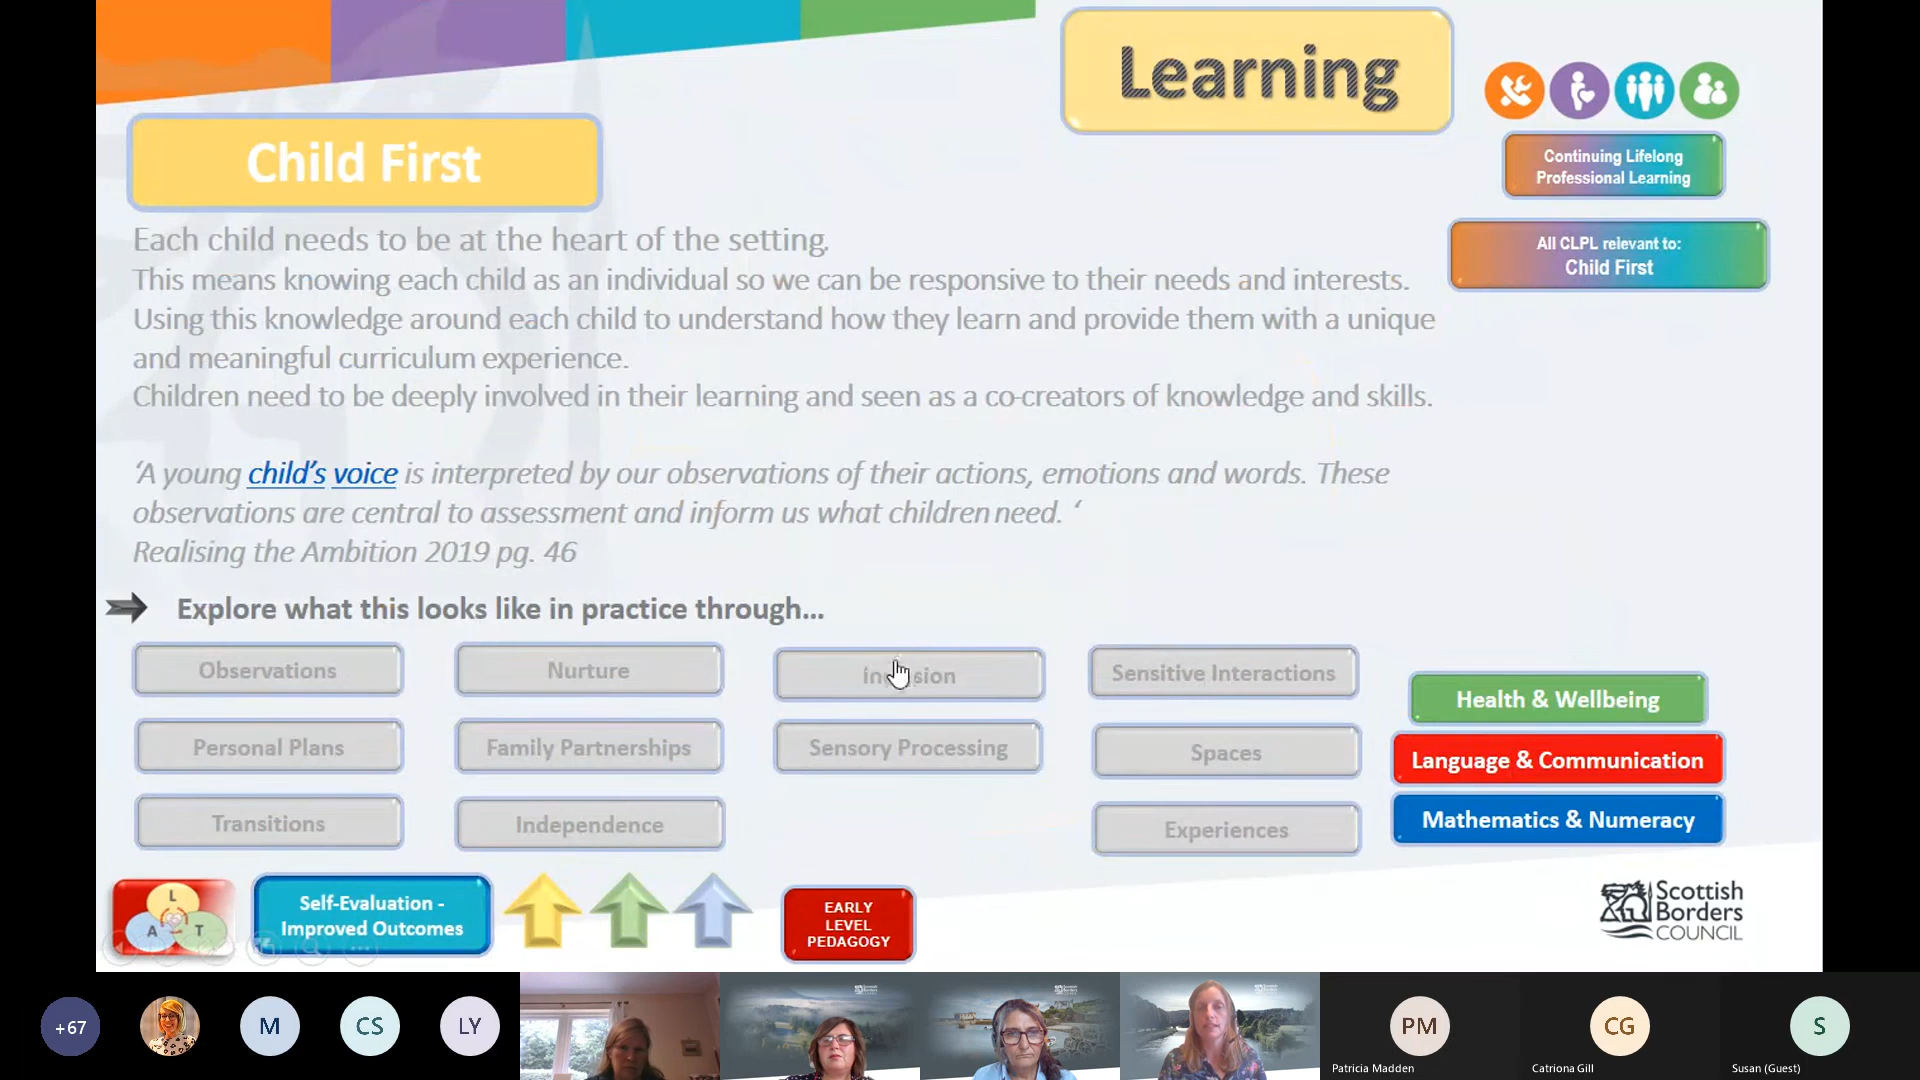 Learning
Child First
Continuing Lifelong
Professional Learning
All CLPL relevant to:
Child First
Each child needs to be at the heart of the setting.
This means knowing each child as an individual so we can be responsive to their needs and interests.
Using this knowledge around each child to understand how they learn and provide them with a unique
and meaningful curriculum experience.
Children need to be deeply involved in their learning and seen as a co-creators of knowledge and skills.
‘A young child’s voice is interpreted by our observations of their actions, emotions and words. These
observations are central to assessment and inform us what children need. ‘
Realising the Ambition 2019 pg. 46
Explore what this looks like in practice through...
Observations
Nurture
Sensitive Interactions
Health & Wellbeing
Personal Plans
Family Partnerships
Sensory Processing
Spaces
Language & Communication
Transitions
Independence
Experiences
Mathematics & Numeracy
L
A T
Self-Evaluation -
Improved Outcomes
EARLY
LEVEL
PEDAGOGY
Scottish
Borders
COUNCIL
+67
M
CS
LY
PM
CG
S
Patricia Madden
Catriona Gill
Susan (Guest)